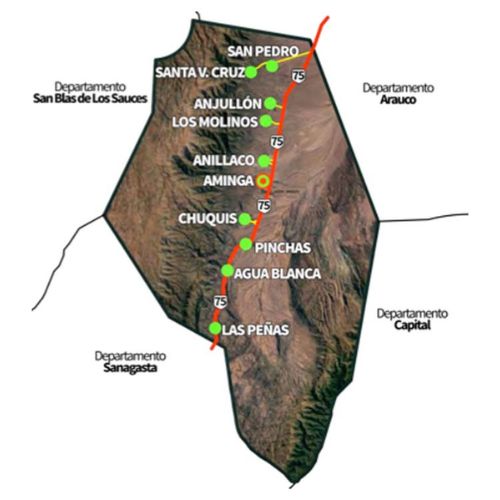 SAN PEDRO
SANTA V. CRUZ
75
Departamento
San Blas de Los Sauces
Departamento
Arauco
ANJULLÓN
LOS MOLINOS
75
ANILLACO
AMINGA
75
CHUQUIS
PINCHAS
AGUA BLANCA
75
Departamento
Capital
LAS PEÑAS
Departamento
Sanagasta